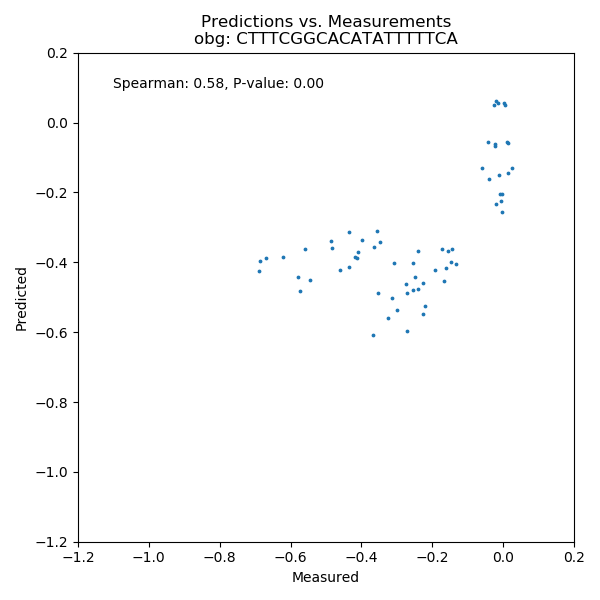 Predictions vs. Measurements
obg: CTTTCGGCACATATTTTTCA
Spearman: 0.58, P-value: 0.00
0.2
0.0
−0.2
−0.4
−0.6
−0.8
−1.0
−1.2
Predicted
−1.2 −1.0 −0.8 −0.6 −0.4 −0.2 0.0 0.2
Measured